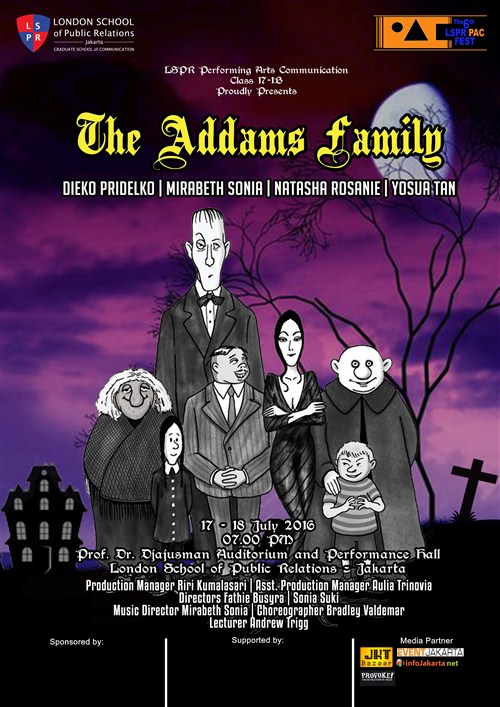 LONDON SCHOOL
of Public Relations
Jakarta
GRADUATE SCHOOL of COMMUNICATION
L S
P R
The 6th
LSPR PAC
FEST
LSPR Performing Arts Communication
Class 17-1B
Proudly Presents
The Addams Family
DIEKO PRIDELKO | MIRABETH SONIA | NATASHA ROSANIE | YOSUA TAN
17 - 18 July 2016
07.00 PM
Prof. Dr. Djajusman Auditorium and Performance Hall
London School of Public Relations - Jakarta
Production Manager Riri Kumalasari | Asst. Production Manager Aulia Trinovia
Directors Fathie Busyra | Sonia Suki
Music Director Mirabeth Sonia | Choreographer Bradley Valdemar
Lecturer Andrew Trigg
Sponsored by:
Supported by:
Media Partner
JKT
Bazaar
EVENTJAKARTA
infoJakarta.net
PROVOKE!